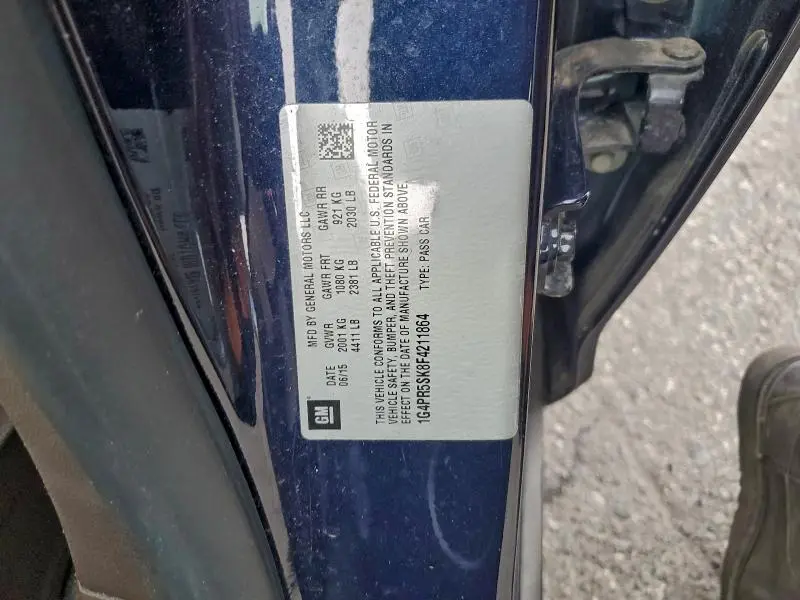 MFD BY GENERAL MOTORS LLC
DATE GVWR GAWR FRT GAWR RR
06/15 2001 KG 1080 KG 921 KG
4411 LB 2381 LB 2030 LB
GM
THIS VEHICLE CONFORMS TO ALL APPLICABLE U.S. FEDERAL MOTOR
VEHICLE SAFETY, BUMPER, AND THEFT PREVENTION STANDARDS IN
EFFECT ON THE DATE OF MANUFACTURE SHOWN ABOVE.
1G4PR5SK8F4211864 TYPE: PASS CAR